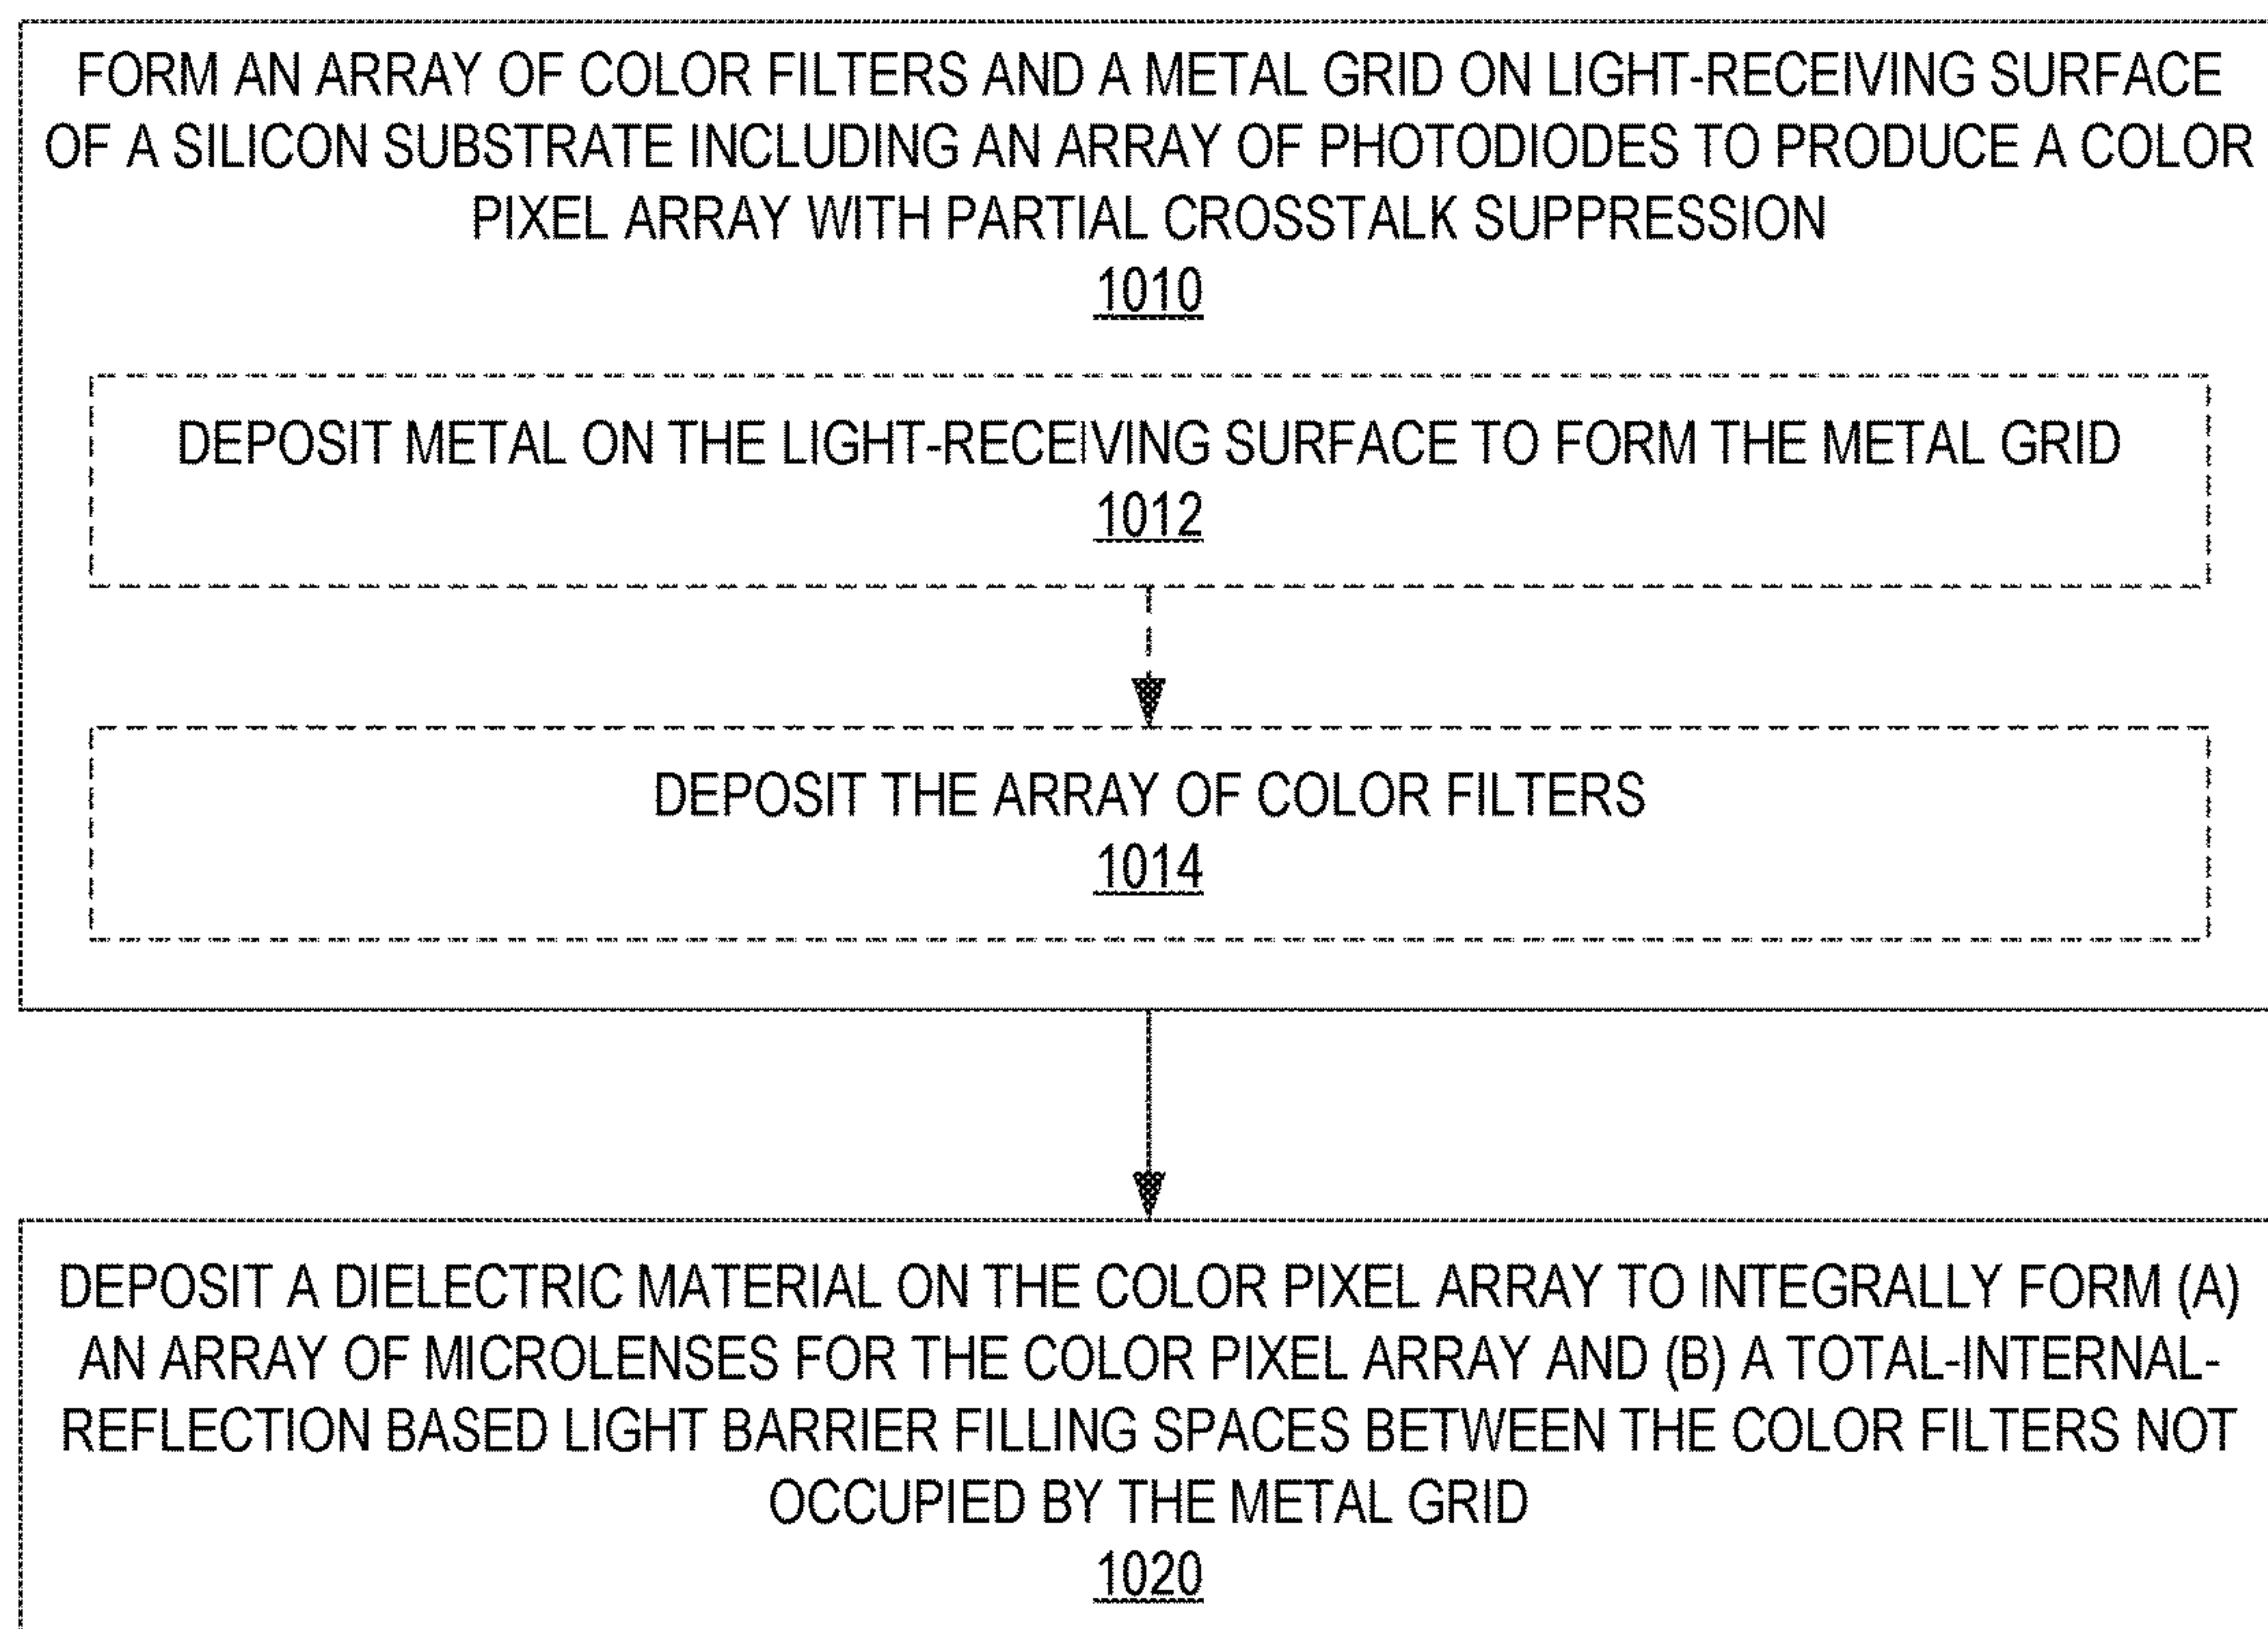 FORM AN ARRAY OF COLOR FILTERS AND A METAL GRID ON LIGHT-RECEIVING SURFACE
OF A SILICON SUBSTRATE INCLUDING AN ARRAY OF PHOTODIODES TO PRODUCE A COLOR
PIXEL ARRAY WITH PARTIAL CROSSTALK SUPPRESSION
1010
DEPOSIT METAL ON THE LIGHT-RECEIVING SURFACE TO FORM THE METAL GRID
1012
DEPOSIT THE ARRAY OF COLOR FILTERS
1014
DEPOSIT A DIELECTRIC MATERIAL ON THE COLOR PIXEL ARRAY TO INTEGRALLY FORM (A)
AN ARRAY OF MICROLENSES FOR THE COLOR PIXEL ARRAY AND (B) A TOTAL-INTERNAL-
REFLECTION BASED LIGHT BARRIER FILLING SPACES BETWEEN THE COLOR FILTERS NOT
OCCUPIED BY THE METAL GRID
1020